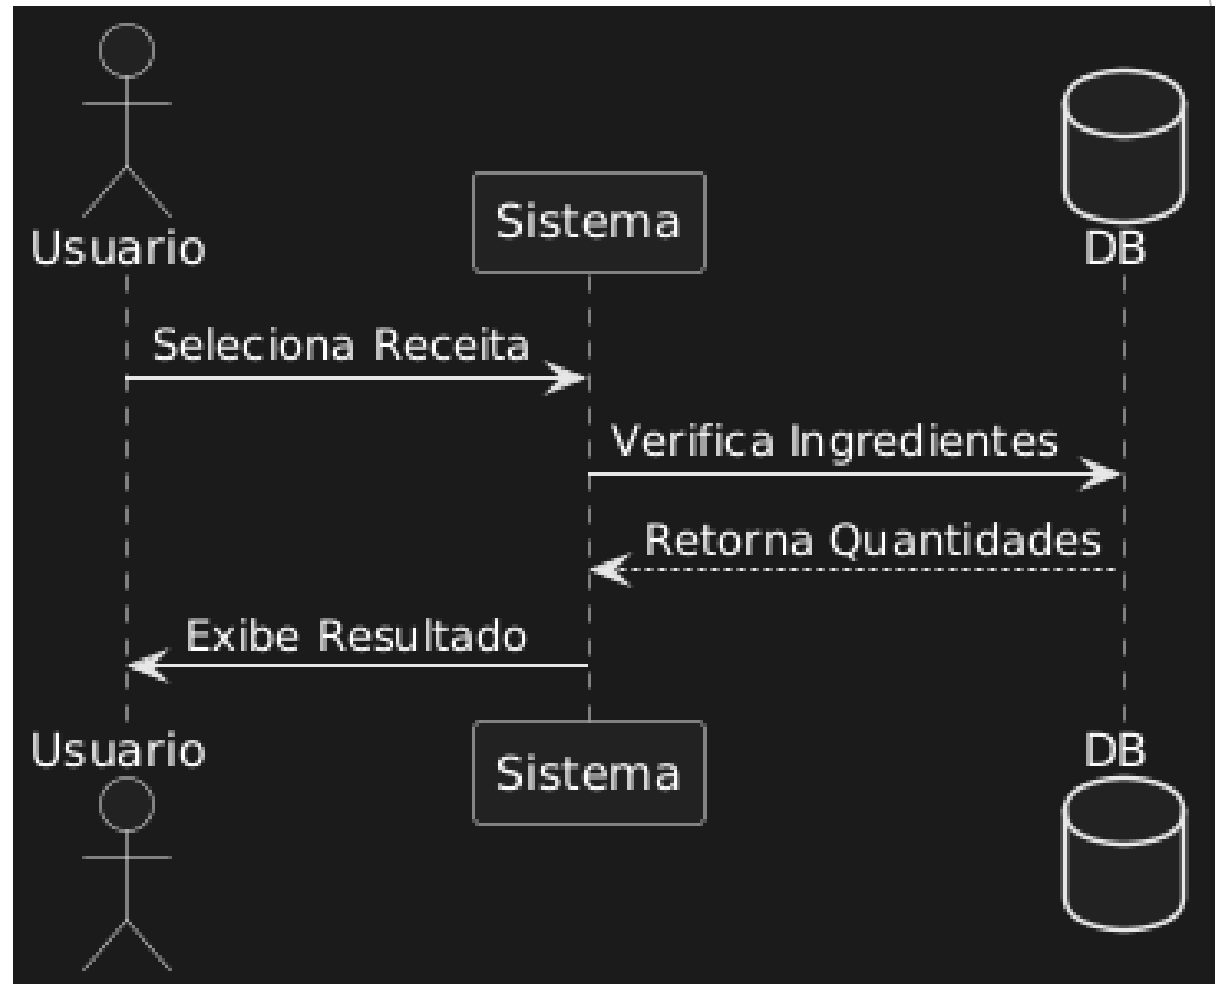 Usuario
Sistema
DB
Seleciona Receita
Verifica Ingredientes
Retorna Quantidades
Exibe Resultado
Usuario
Sistema
DB